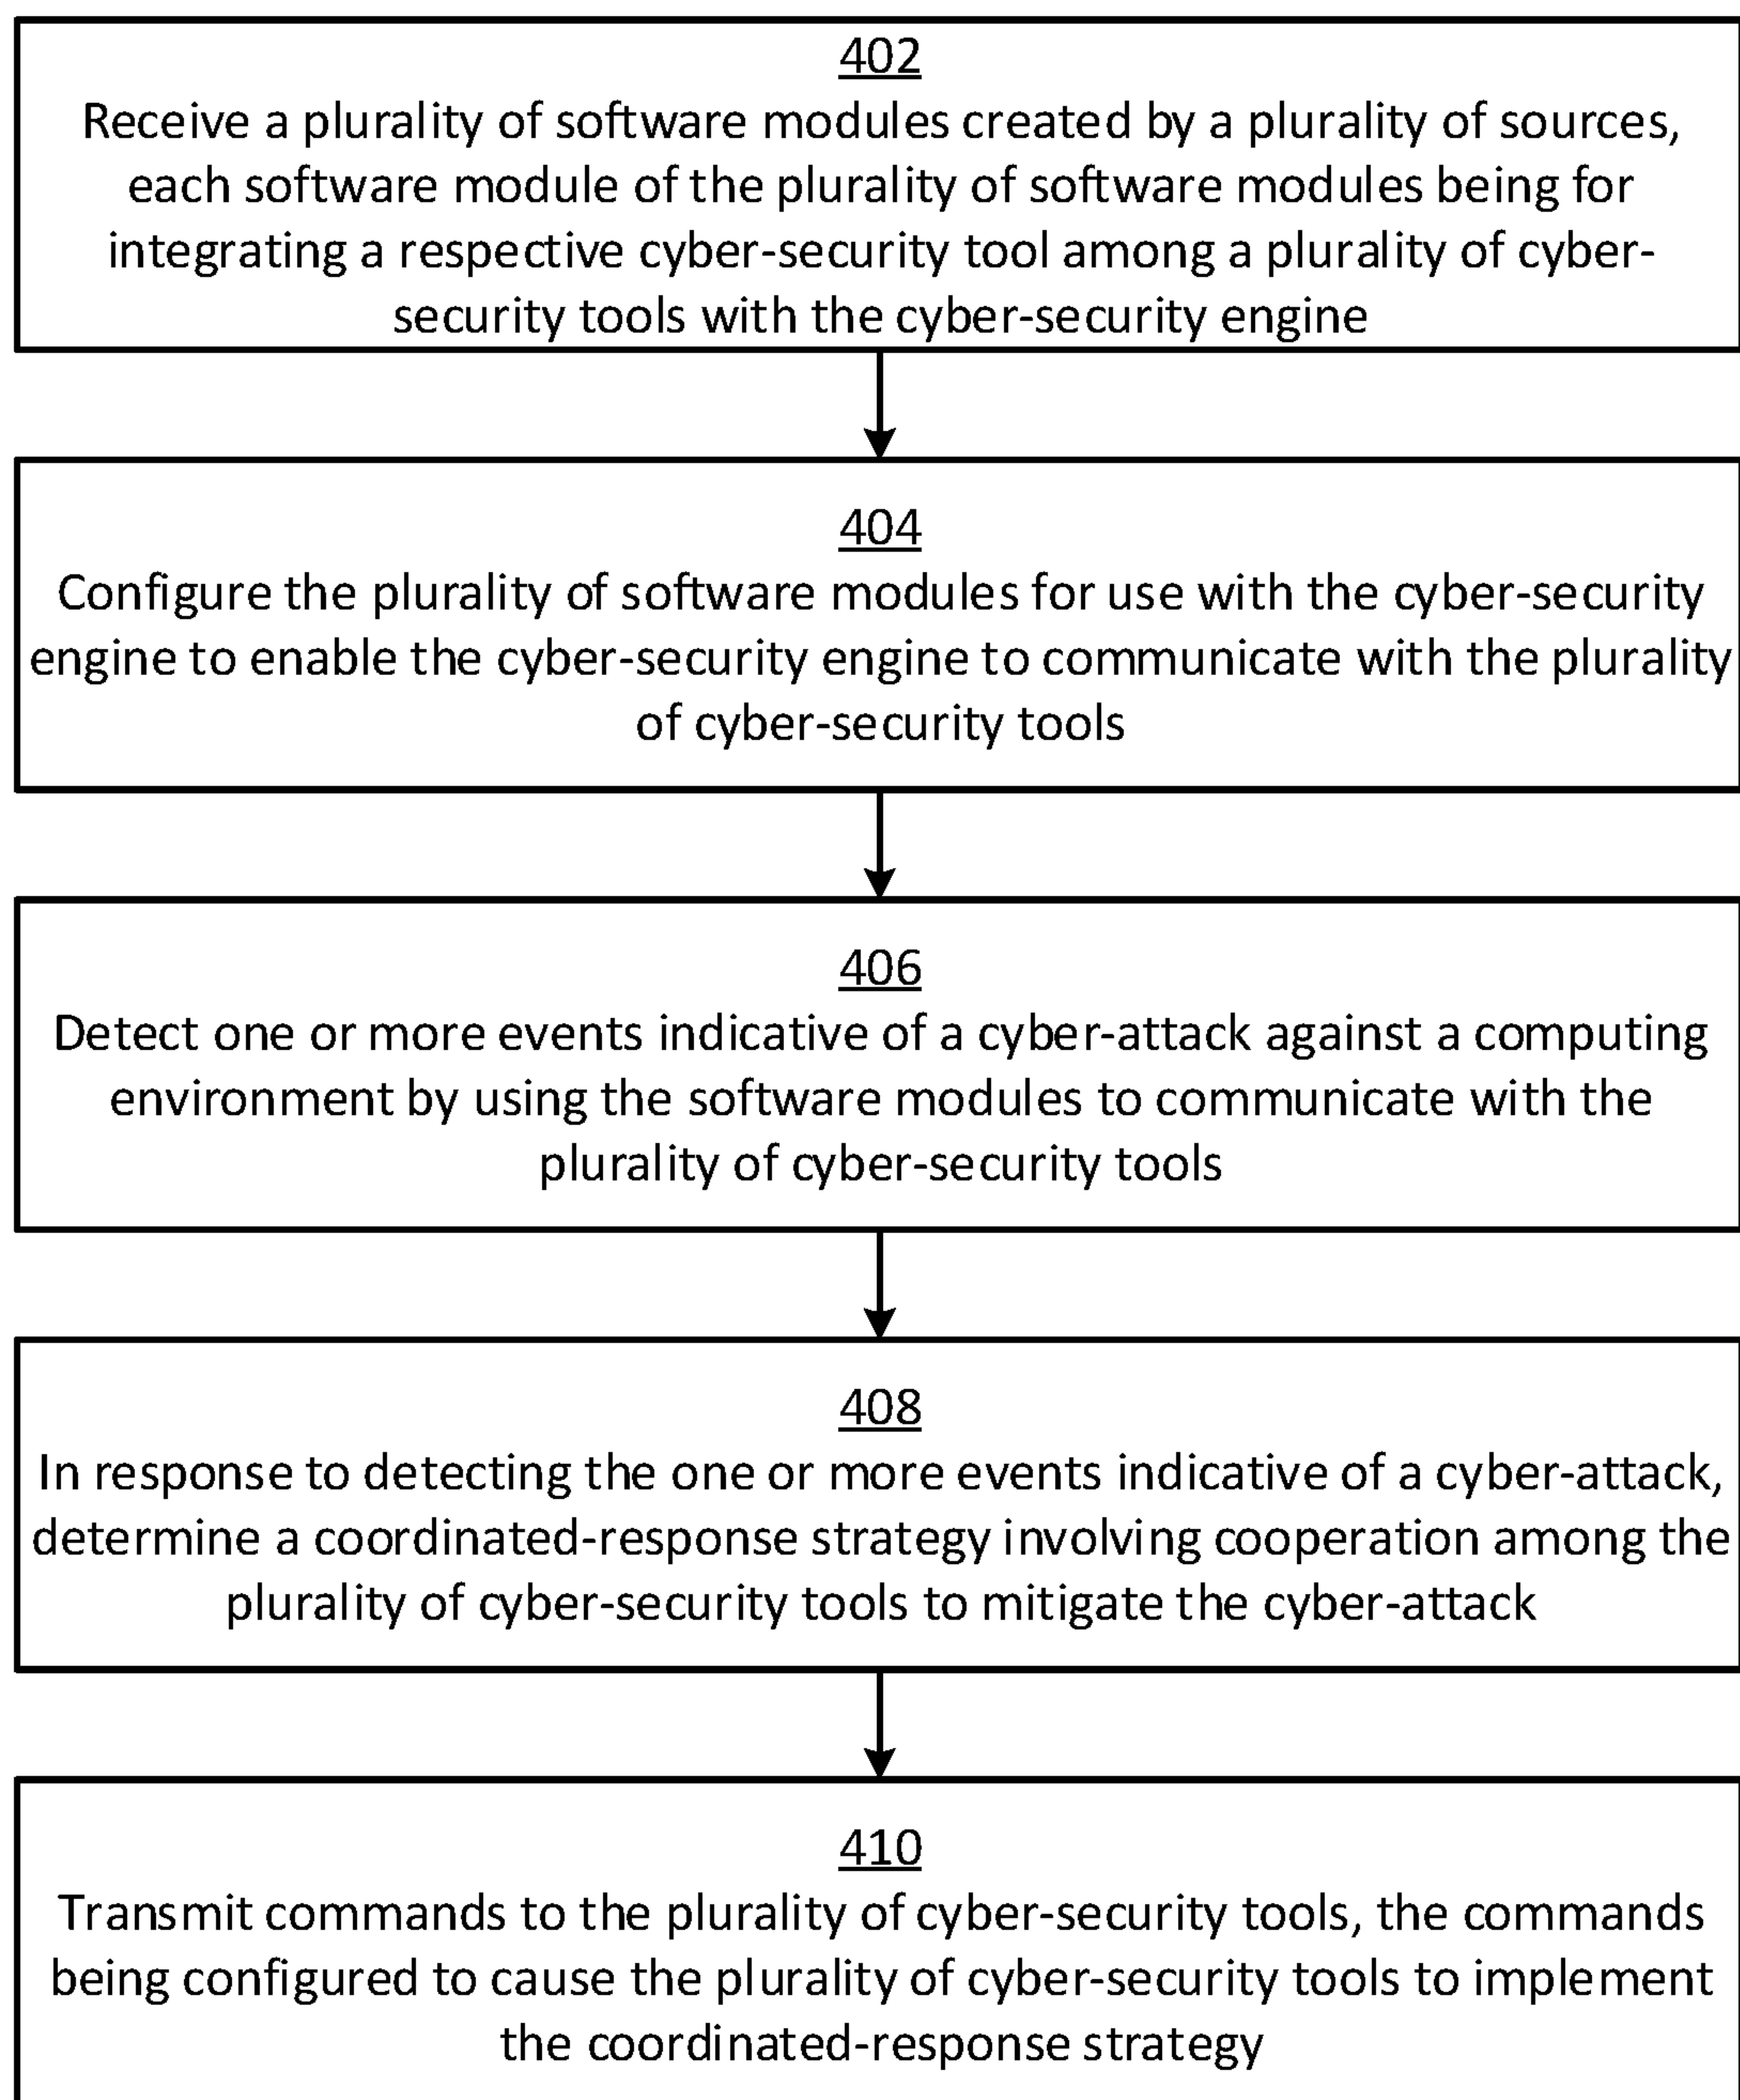 402
Receive a plurality of software modules created by a plurality of sources,
each software module of the plurality of software modules being for
integrating a respective cyber-security tool among a plurality of cyber-
security tools with the cyber-security engine
404
Configure the plurality of software modules for use with the cyber-security
engine to enable the cyber-security engine to communicate with the plurality
of cyber-security tools
406
Detect one or more events indicative of a cyber-attack against a computing
environment by using the software modules to communicate with the
plurality of cyber-security tools
408
In response to detecting the one or more events indicative of a cyber-attack,
determine a coordinated-response strategy involving cooperation among the
plurality of cyber-security tools to mitigate the cyber-attack
410
Transmit commands to the plurality of cyber-security tools, the commands
being configured to cause the plurality of cyber-security tools to implement
the coordinated-response strategy